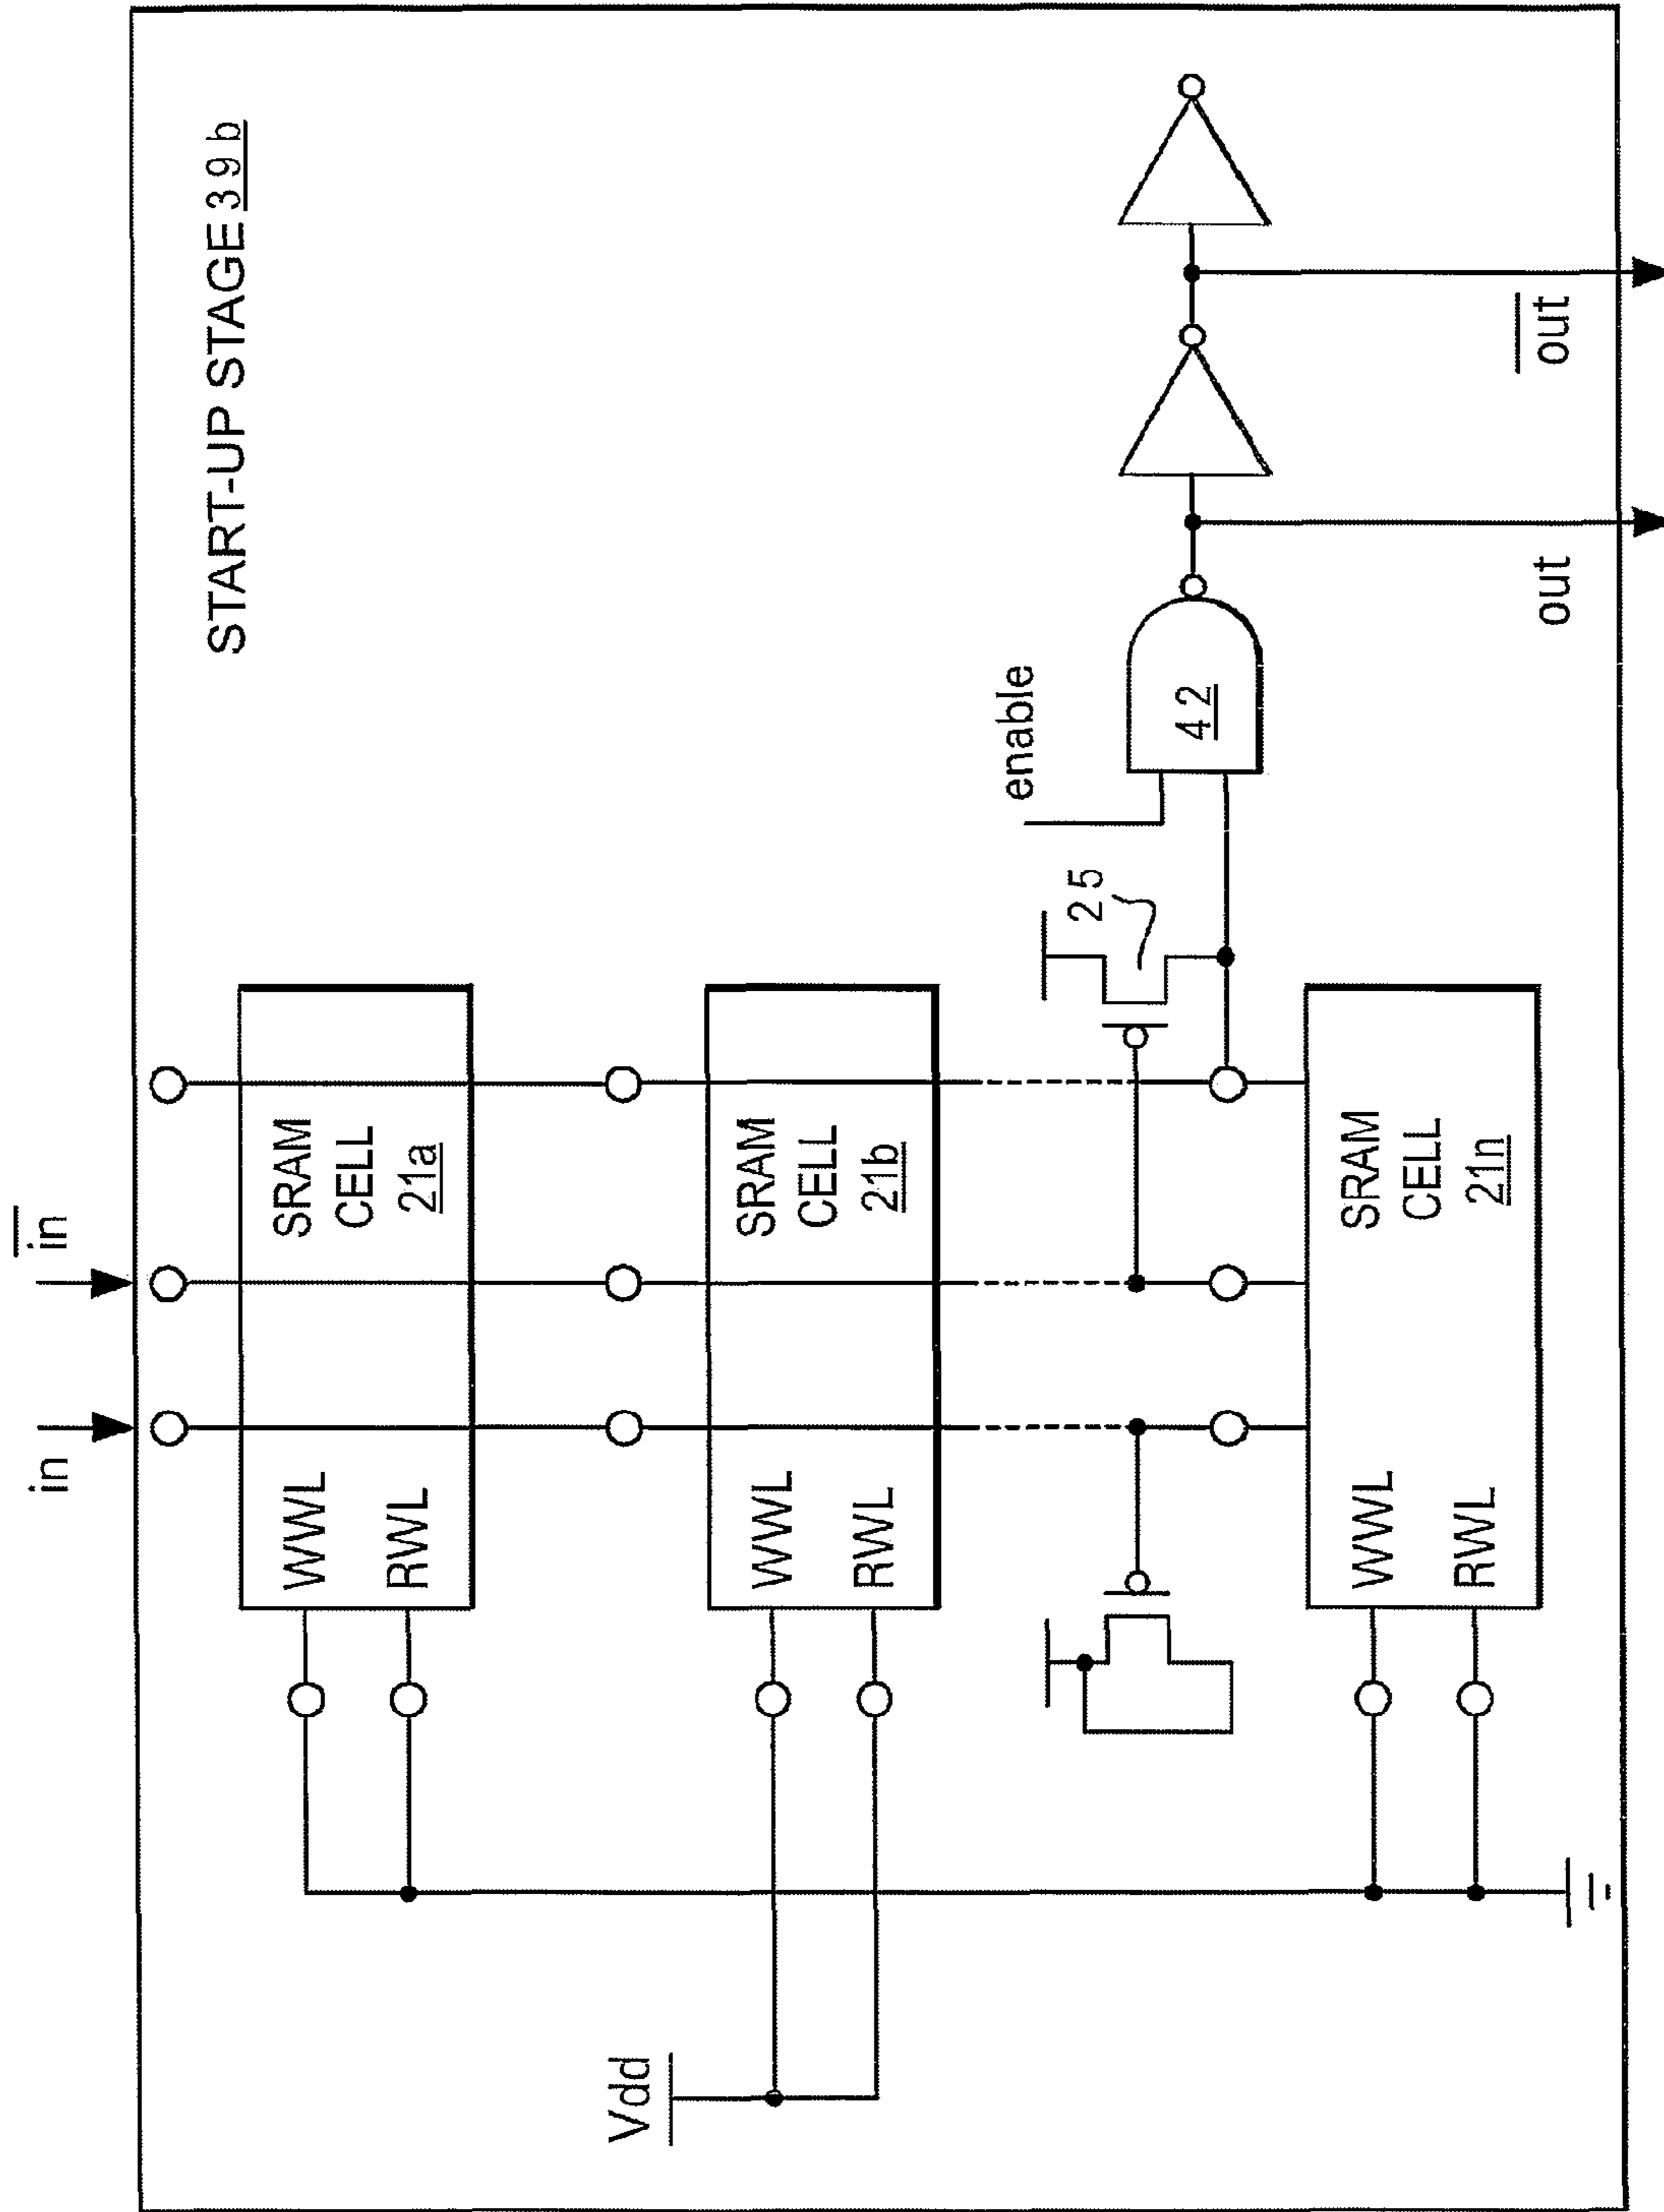 START-UP STAGE 39b
in
in
WWL
RWL
SRAM
CELL
21a
Vdd
WWL
RWL
SRAM
CELL
21b
25
enable
42
WWL
RWL
SRAM
CELL
21n
out
out